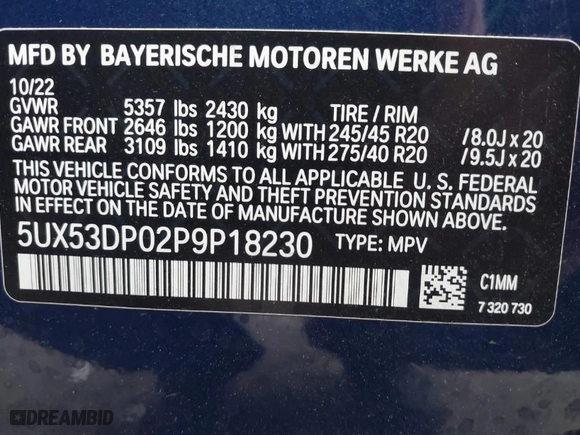 MFD BY BAYERISCHE MOTOREN WERKE AG
10/22
GVWR 5357 lbs 2430 kg TIRE / RIM
GAWR FRONT 2646 lbs 1200 kg WITH 245/45 R20 /8.0J x 20
GAWR REAR 3109 lbs 1410 kg WITH 275/40 R20 /9.5J x 20
THIS VEHICLE CONFORMS TO ALL APPLICABLE U. S. FEDERAL
MOTOR VEHICLE SAFETY AND THEFT PREVENTION STANDARDS
IN EFFECT ON THE DATE OF MANUFACTURE SHOWN ABOVE.
5UX53DP02P9P18230 TYPE: MPV
C1MM
7 320 730
DREAMBID